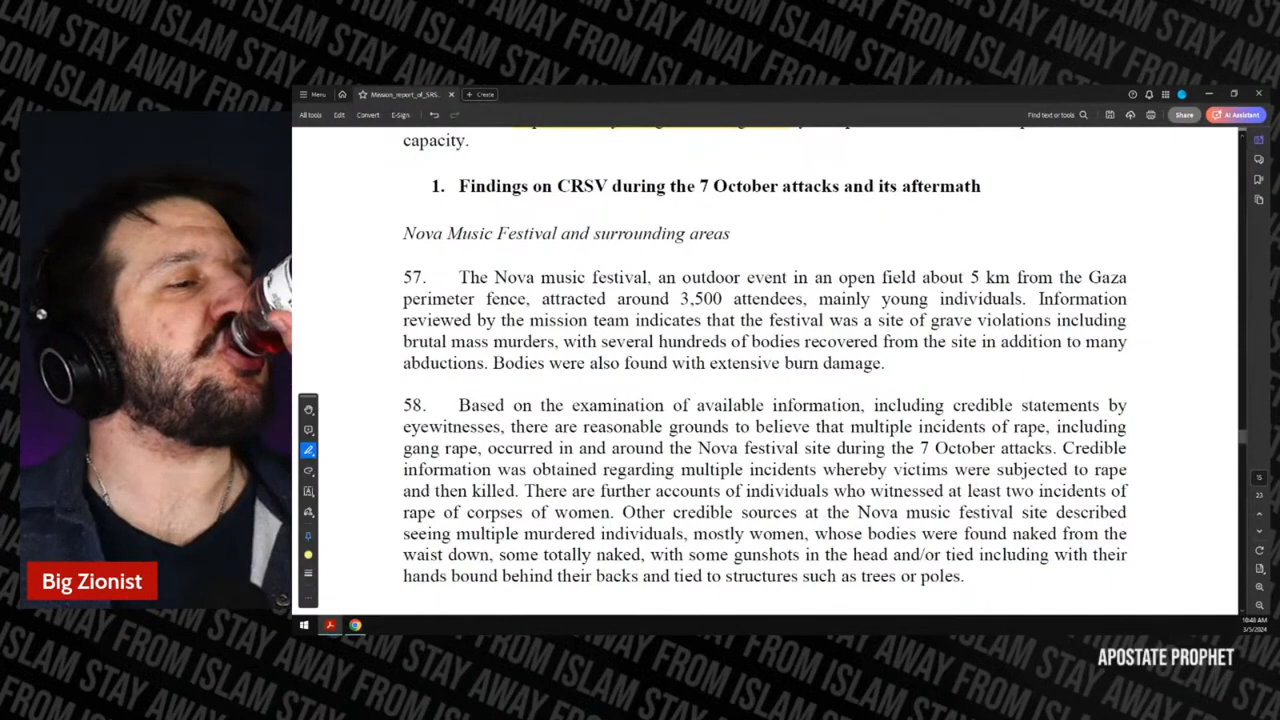 STAY AWAY FROM ISLAM
Menu
Mission_report_of_SRS...
Create
All tools
Edit
Convert
E-Sign
Find text or tools
Share
AI Assistant
capacity.
1. Findings on CRSV during the 7 October attacks and its aftermath
Nova Music Festival and surrounding areas
57. The Nova music festival, an outdoor event in an open field about 5 km from the Gaza
perimeter fence, attracted around 3,500 attendees, mainly young individuals. Information
reviewed by the mission team indicates that the festival was a site of grave violations including
brutal mass murders, with several hundreds of bodies recovered from the site in addition to many
abductions. Bodies were also found with extensive burn damage.
58. Based on the examination of available information, including credible statements by
eyewitnesses, there are reasonable grounds to believe that multiple incidents of rape, including
gang rape, occurred in and around the Nova festival site during the 7 October attacks. Credible
information was obtained regarding multiple incidents whereby victims were subjected to rape
and then killed. There are further accounts of individuals who witnessed at least two incidents of
rape of corpses of women. Other credible sources at the Nova music festival site described
seeing multiple murdered individuals, mostly women, whose bodies were found naked from the
waist down, some totally naked, with some gunshots in the head and/or tied including with their
hands bound behind their backs and tied to structures such as trees or poles.
15
23
Big Zionist
10:48 AM
3/5/2024
APOSTATE PROPHET